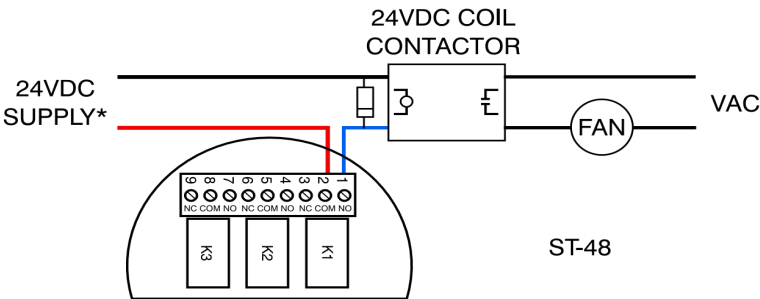 24VDC COIL
CONTACTOR
24VDC
SUPPLY*
VAC
FAN
9 8 7 6 5 4 3 2 1
NC COM NO NC COM NO NC COM NO
K3 K2 K1
ST-48